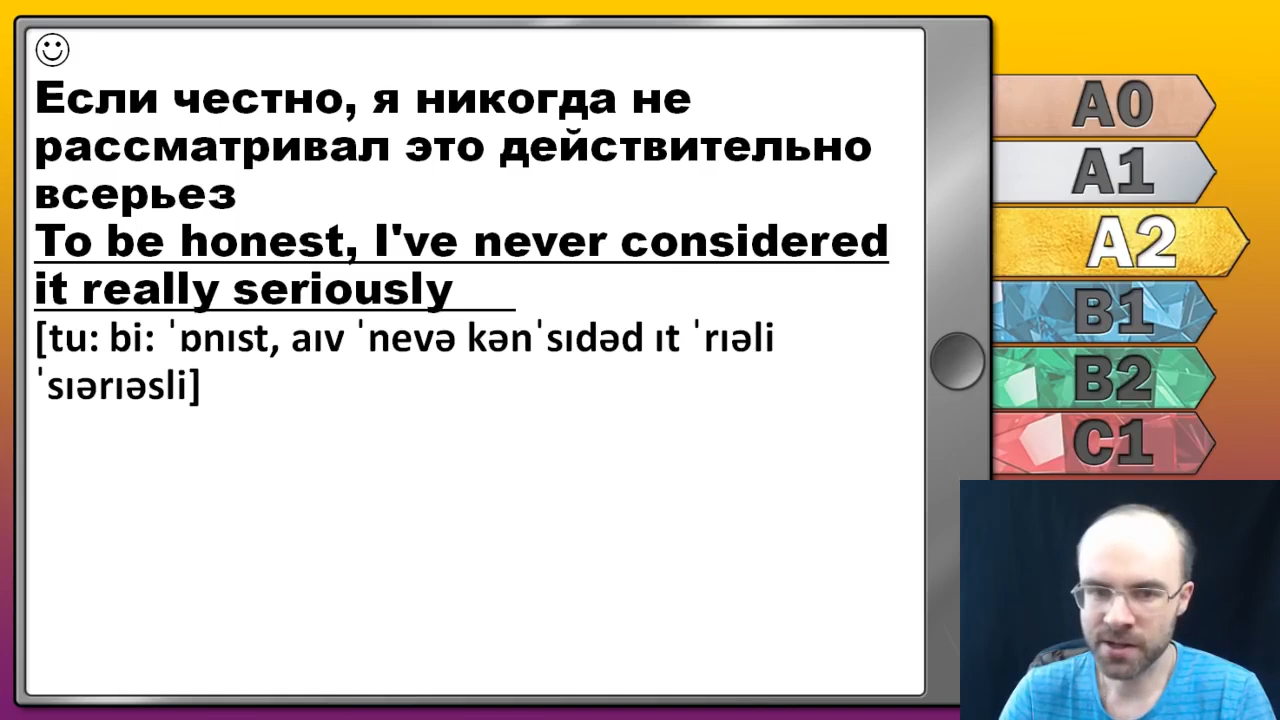 Если честно, я никогда не
рассматривал это действительно
всерьез
To be honest, I've never considered
it really seriously
[tu: bi: ˈɒnɪst, aɪv ˈnevə kənˈsɪdəd ɪt ˈrɪəli
ˈsɪərɪəsli]
A0
A1
A2
B1
B2
C1